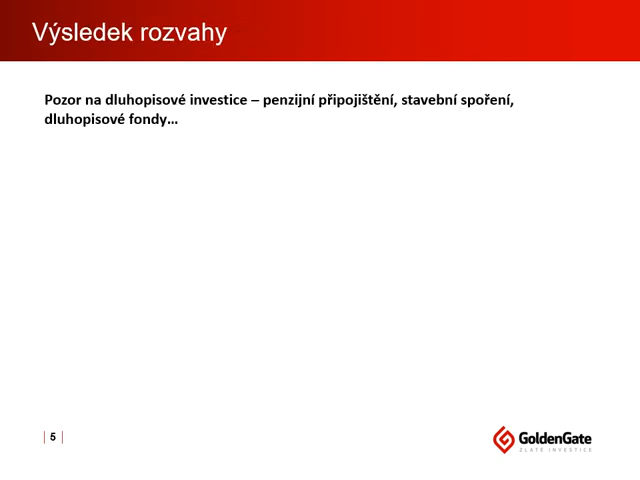 Výsledek rozvahy
Pozor na dluhopisové investice – penzijní připojištění, stavební spoření,
dluhopisové fondy…
5
GoldenGate
ZLATÉ INVESTICE